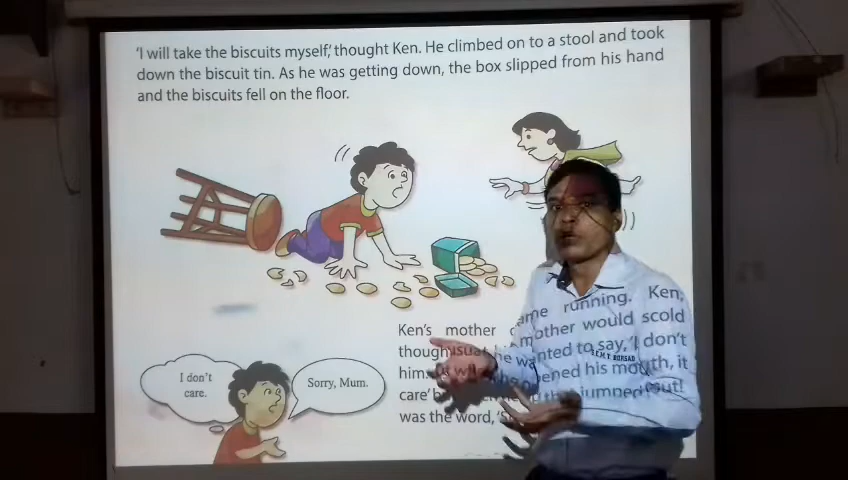 'I will take the biscuits myself,' thought Ken. He climbed on to a stool and took
down the biscuit tin. As he was getting down, the box slipped from his hand
and the biscuits fell on the floor.
Ken's mother came running. Ken,
mother would scold
him. he wanted to say, 'I don't
care' opened his mouth, it
jumped out!
was the word,
I don't
care.
Sorry, Mum.